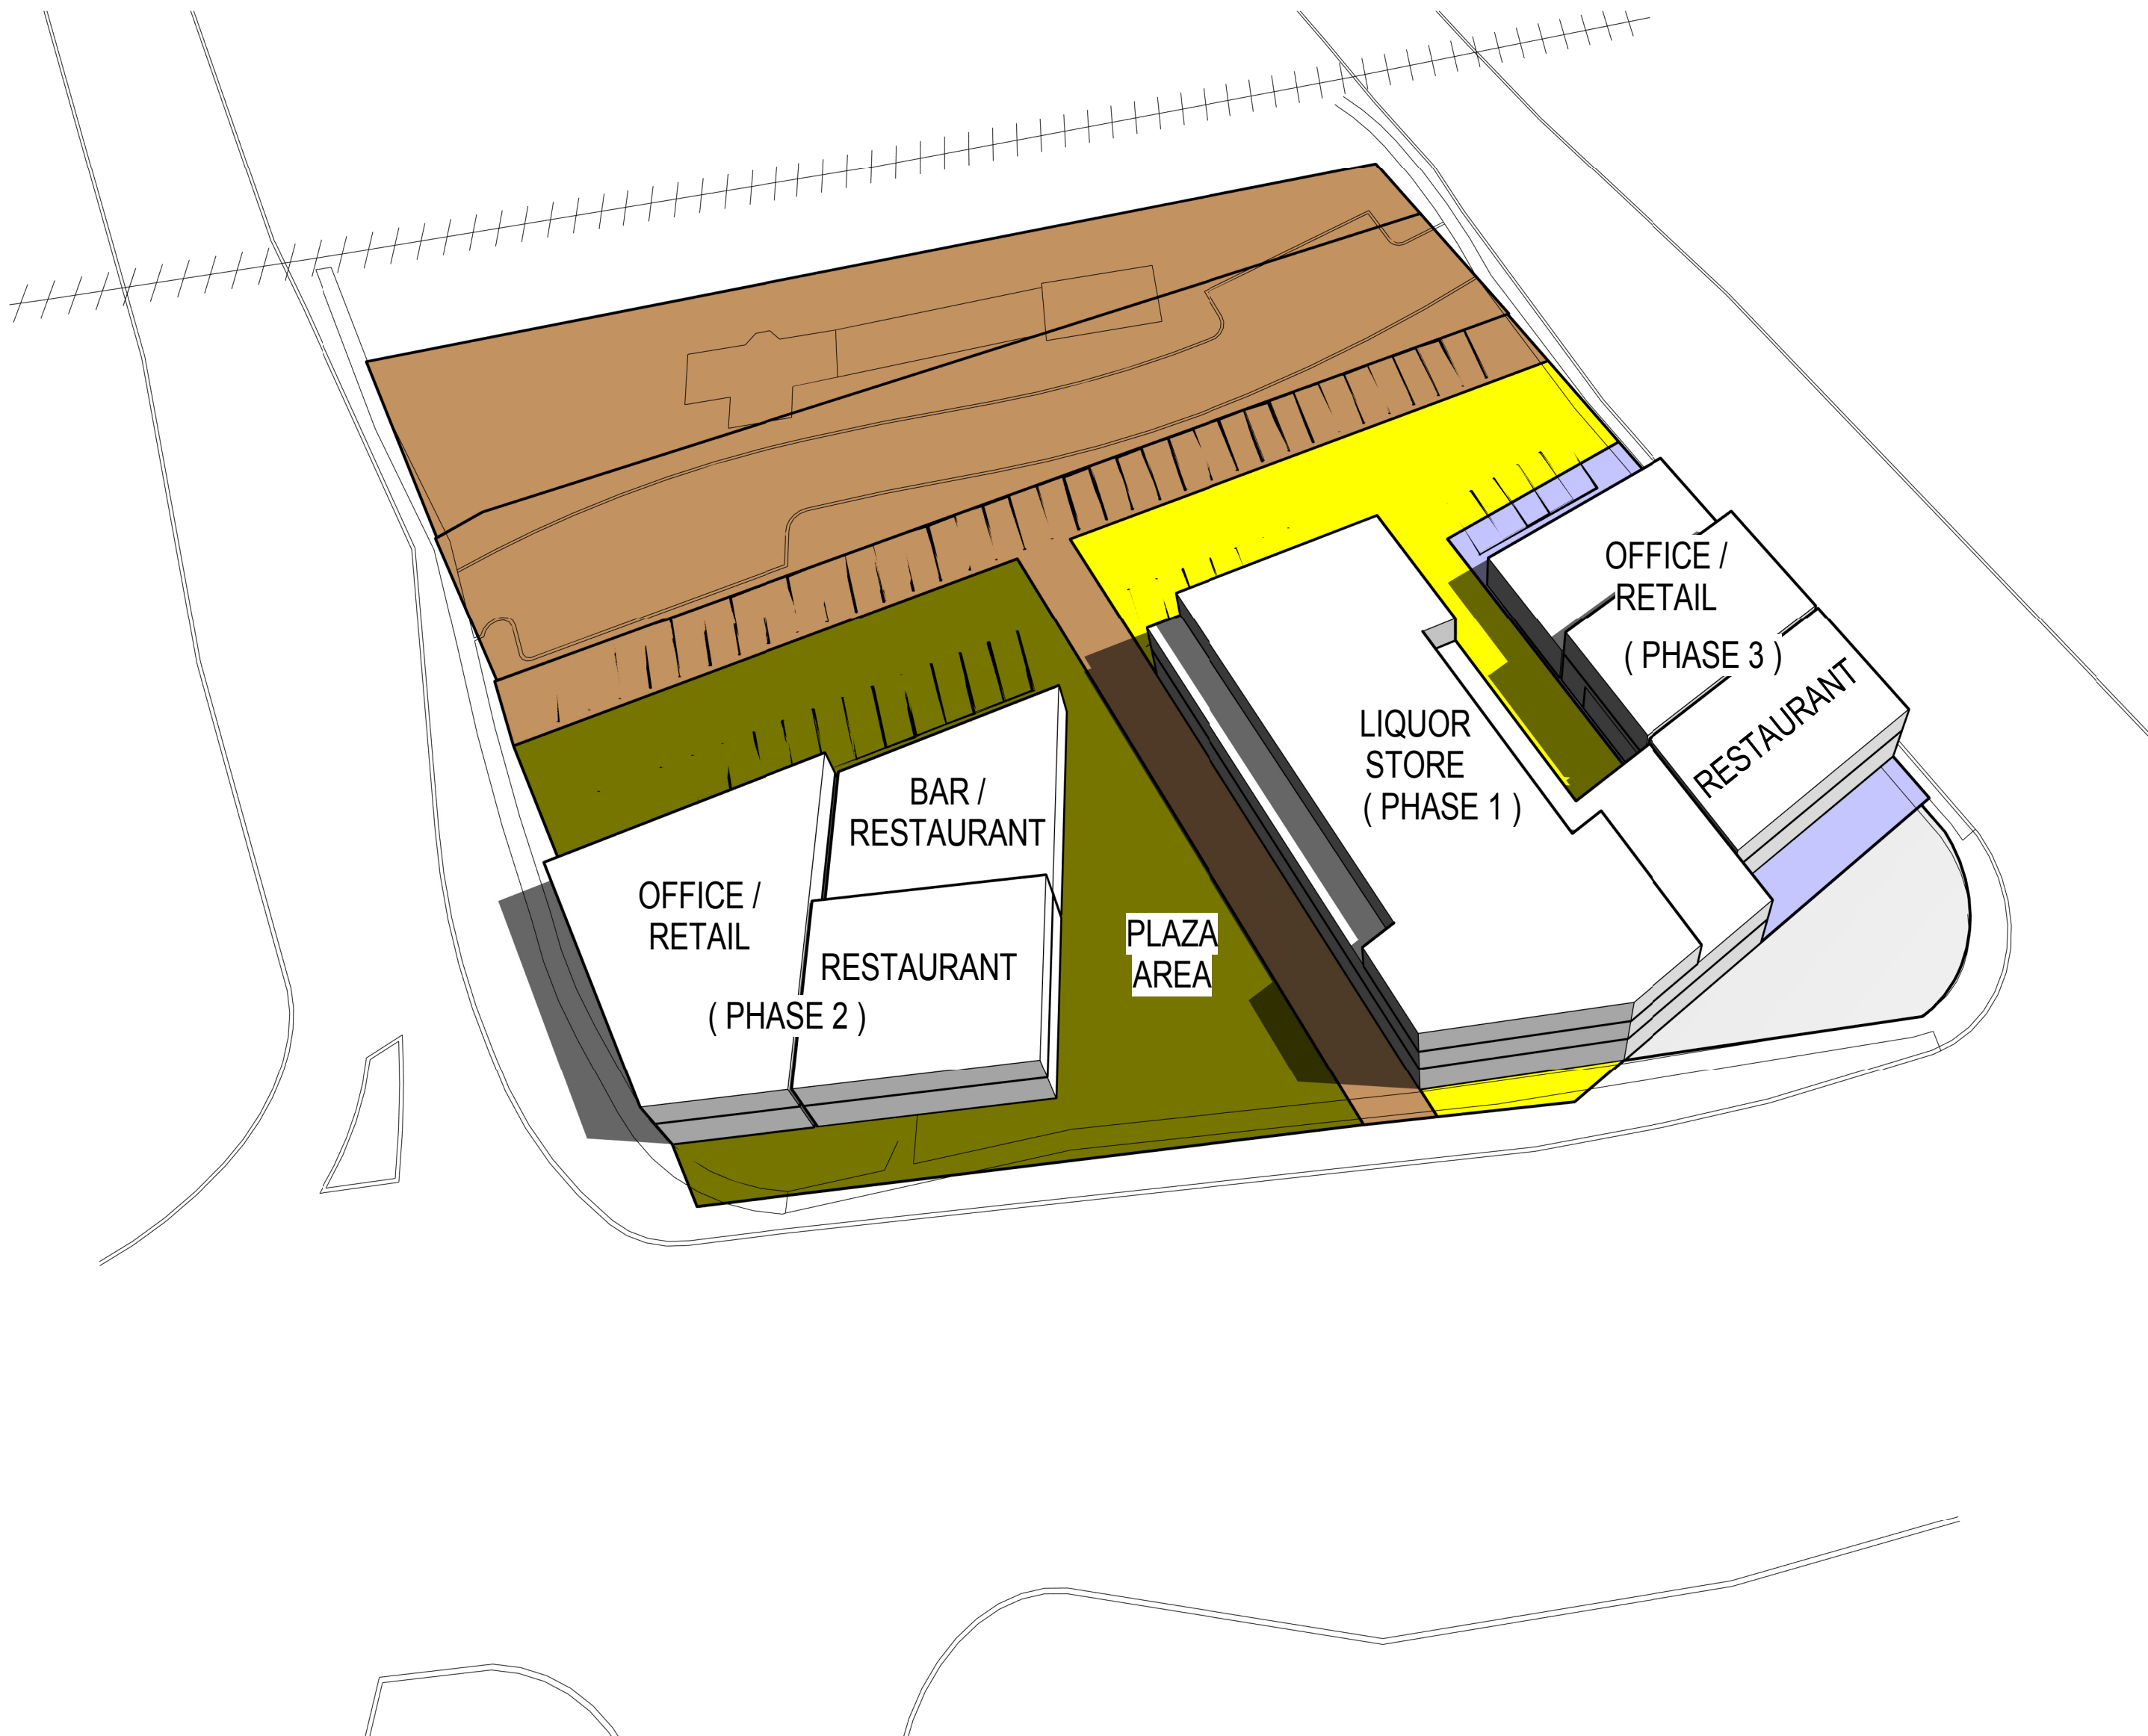 OFFICE /
RETAIL
( PHASE 3 )
RESTAURANT
LIQUOR
STORE
( PHASE 1 )
BAR /
RESTAURANT
OFFICE /
RETAIL
RESTAURANT
( PHASE 2 )
PLAZA
AREA